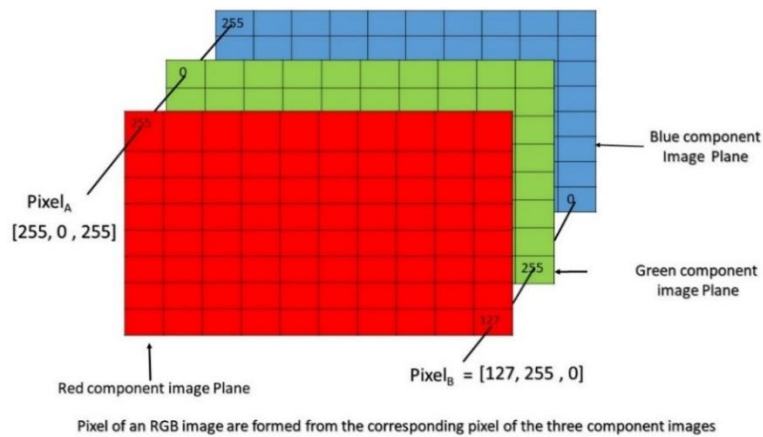 255
0
255
Blue component
Image Plane
Pixel_A
[255, 0 , 255]
0
255
Green component
image Plane
127
Red component image Plane
Pixel_B = [127, 255 , 0]
Pixel of an RGB image are formed from the corresponding pixel of the three component images